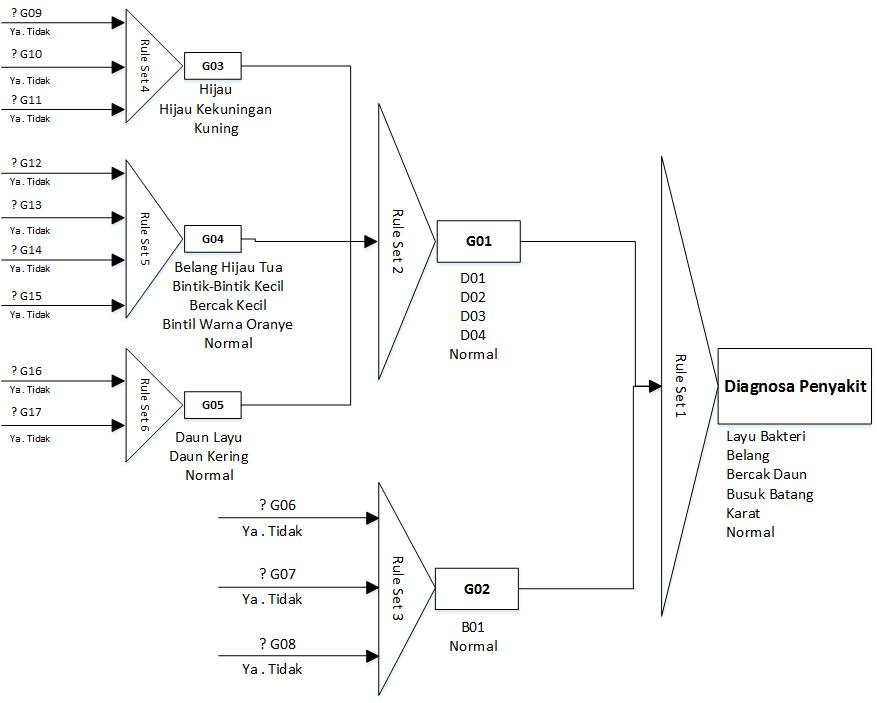 ? G09
Ya. Tidak
? G10
Ya. Tidak
? G11
Ya. Tidak
Rule Set 4
G03
Hijau
Hijau Kekuningan
Kuning
? G12
Ya. Tidak
? G13
Ya. Tidak
? G14
Ya. Tidak
? G15
Ya. Tidak
Rule Set 5
G04
Belang Hijau Tua
Bintik-Bintik Kecil
Bercak Kecil
Bintil Warna Oranye
Normal
? G16
Ya. Tidak
? G17
Ya. Tidak
Rule Set 6
G05
Daun Layu
Daun Kering
Normal
Rule Set 2
G01
D01
D02
D03
D04
Normal
? G06
Ya . Tidak
? G07
Ya . Tidak
? G08
Ya . Tidak
Rule Set 3
G02
B01
Normal
Rule Set 1
Diagnosa Penyakit
Layu Bakteri
Belang
Bercak Daun
Busuk Batang
Karat
Normal